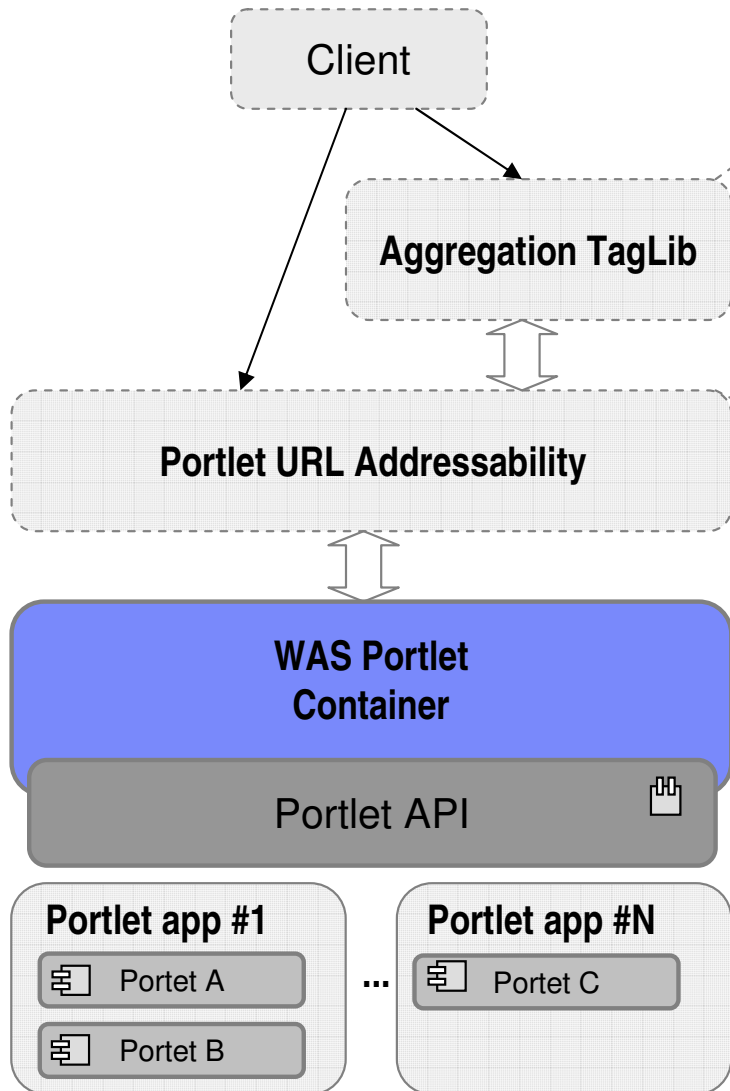 Client
Aggregation TagLib
Portlet URL Addressability
WAS Portlet
Container
Portlet API
Portlet app #1
Portet A
Portet B
...
Portlet app #N
Portet C